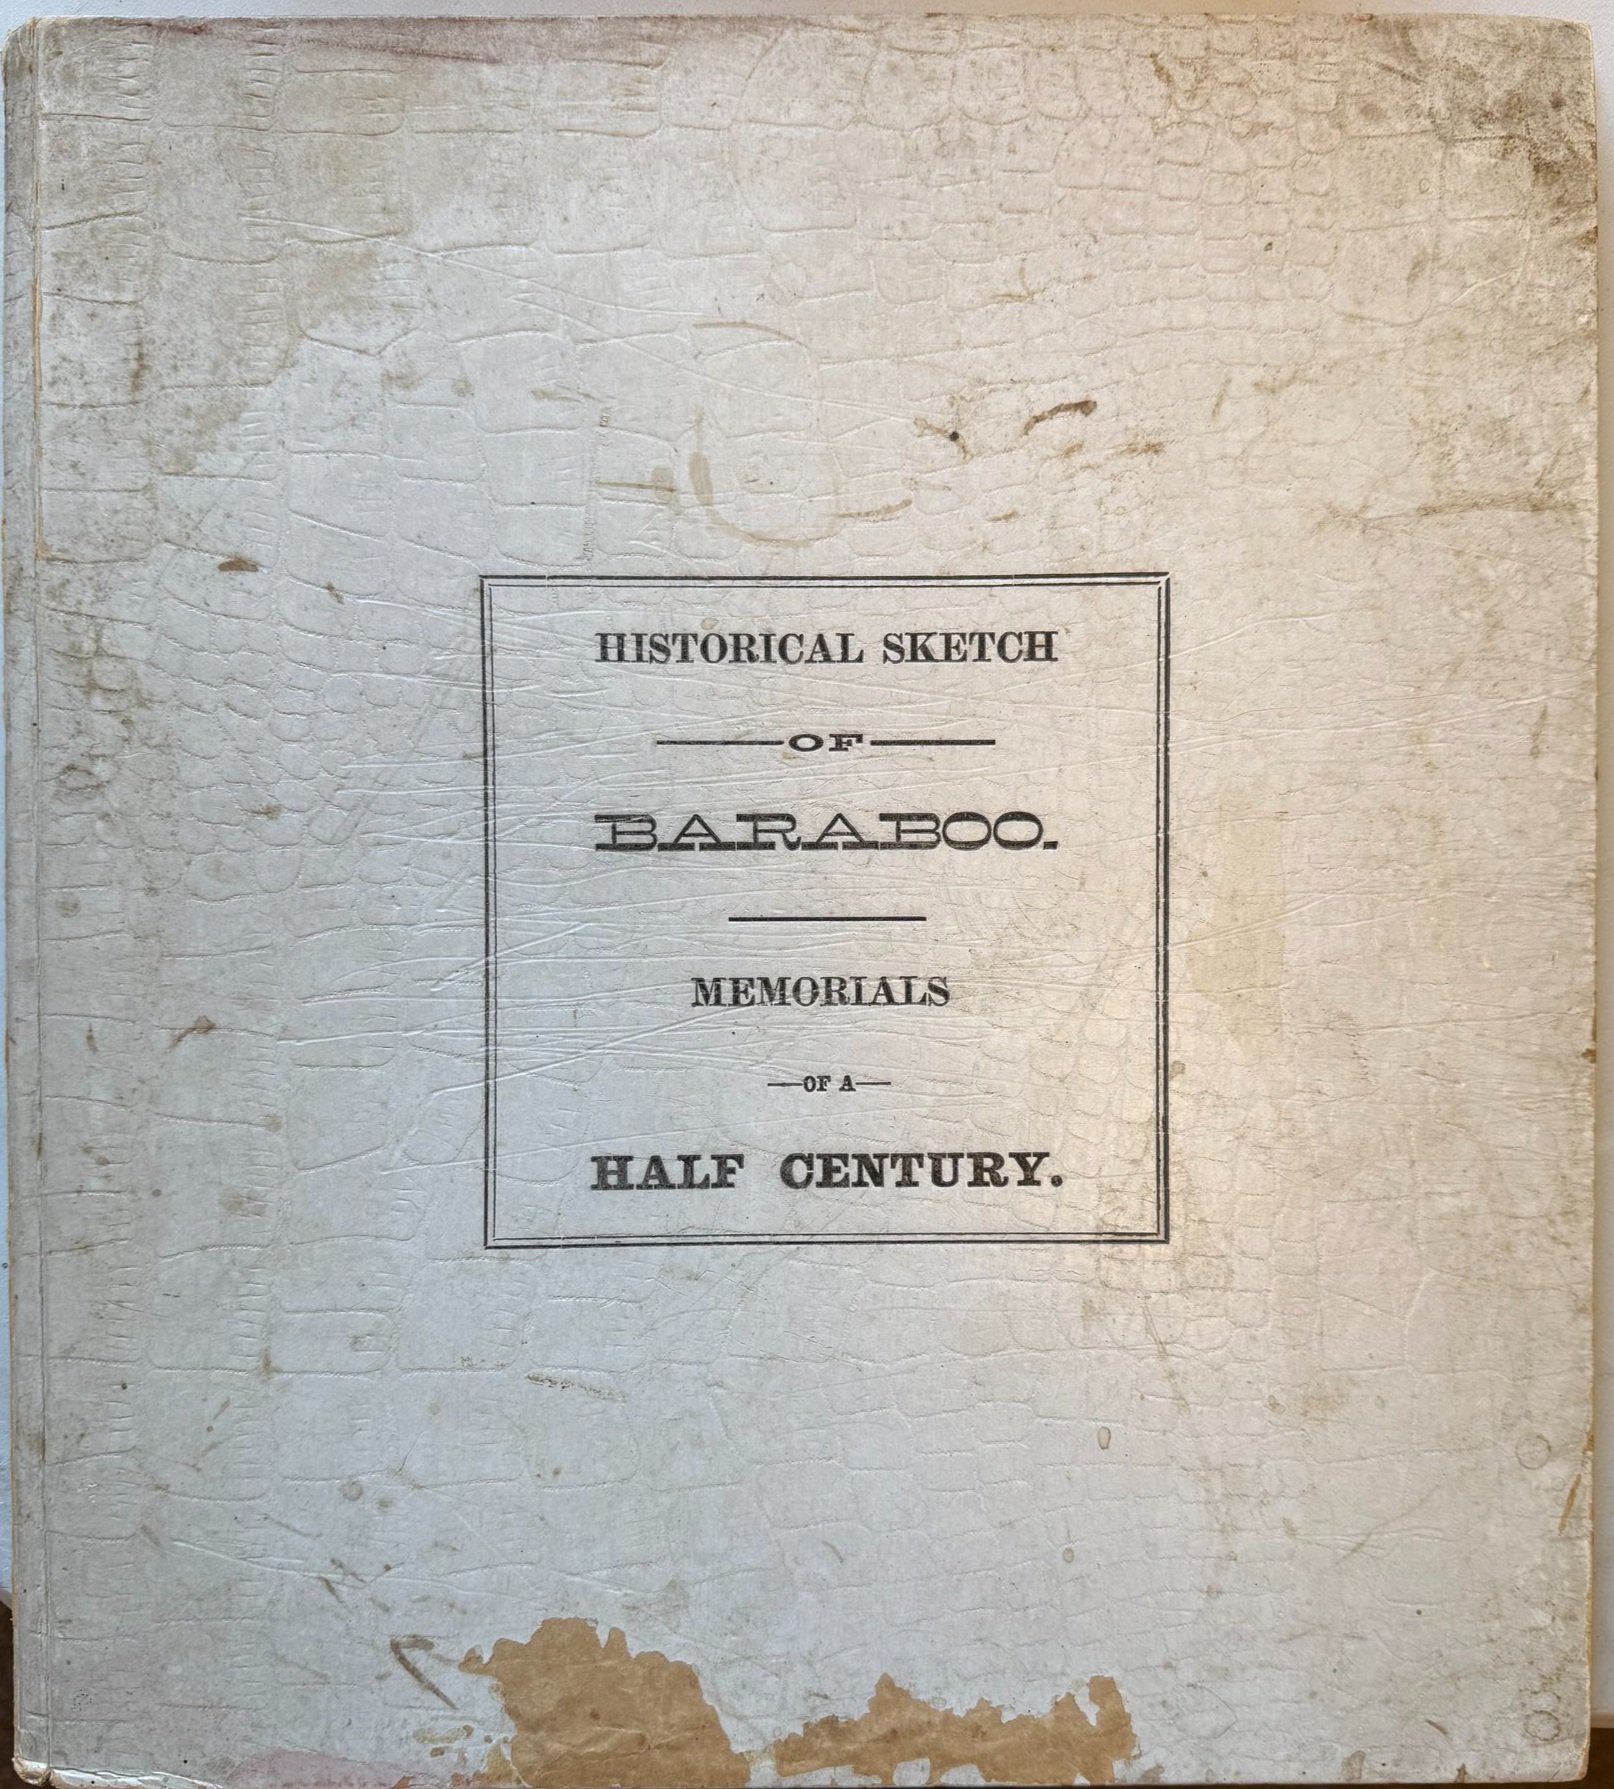 HISTORICAL SKETCH
—OF—
BARABOO.
MEMORIALS
—OF A—
HALF CENTURY.